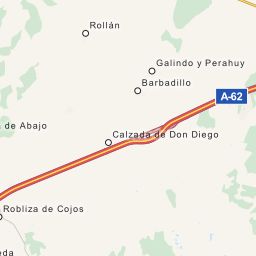 Rollán
Galindo y Perahuy
Barbadillo
A-62
de Abajo
Calzada de Don Diego
Robliza de Cojos